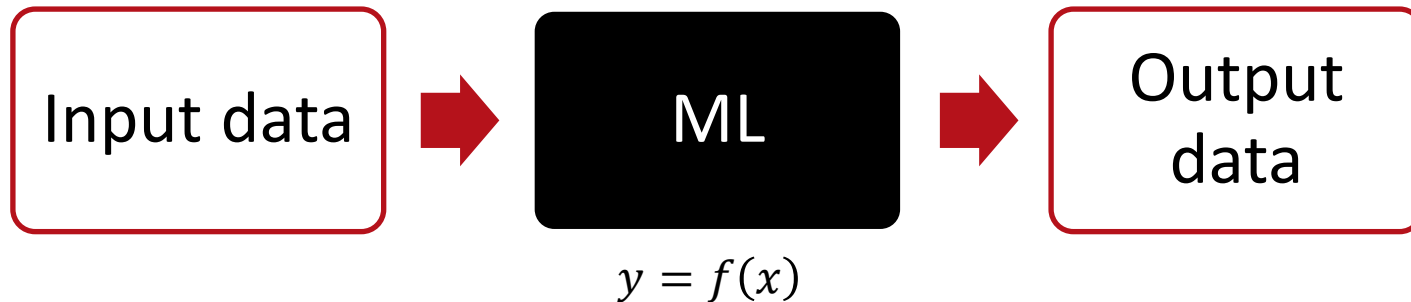 Input data
ML
Output
data
y = f(x)